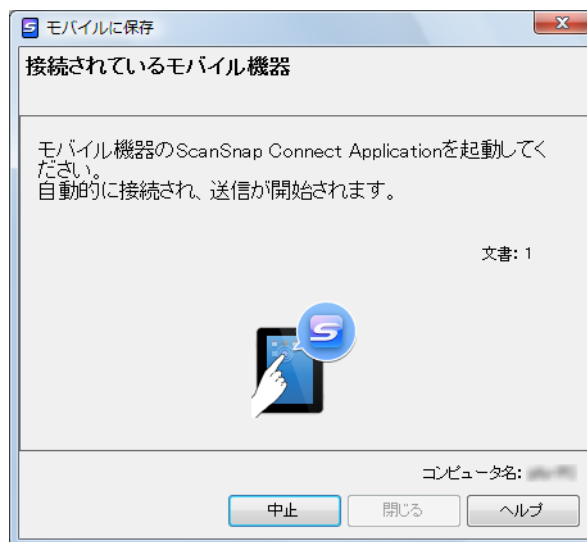 モバイルに保存
接続されているモバイル機器
モバイル機器のScanSnap Connect Applicationを起動してく
ださい。
自動的に接続され、送信が開始されます。
文書: 1
コンピュータ名:
中止
閉じる
ヘルプ